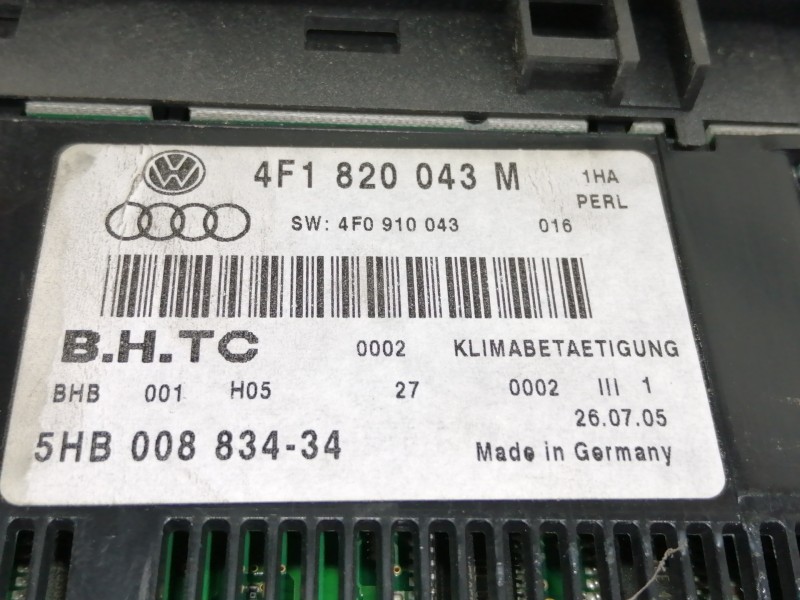 4F1 820 043 M 1HA
PERL
SW: 4F0 910 043 016
B.H.TC 0002 KLIMABETAETIGUNG
BHB 001 H05 27 0002 III 1
26.07.05
5HB 008 834-34 Made in Germany